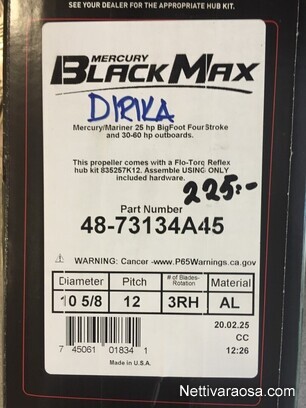 SEE YOUR DEALER FOR THE APPROPRIATE HUB KIT.
MERCURY
BLACKMAX
DIRIKA
Mercury/Mariner 25 hp BigFoot FourStroke
and 30-60 hp outboards.
This propeller comes with a Flo-Torq Reflex
hub kit 835257K12. Assemble USING ONLY
included hardware.
225:-
Part Number
48-73134A45
WARNING: Cancer -www.P65Warnings.ca.gov
Diameter Pitch # of Blades-Rotation Material
10 5/8 12 3RH AL
20.02.25
CC
12:26
7 45061 01834 1
Made in U.S.A.
Nettivaraosa.com